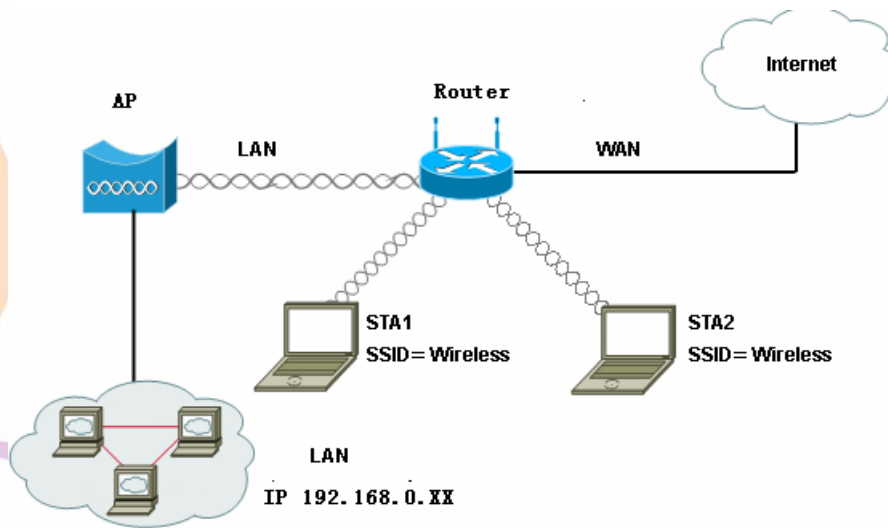 Internet
AP
Router
LAN
WAN
STA1
SSID=Wireless
STA2
SSID=Wireless
LAN
IP 192.168.0.XX